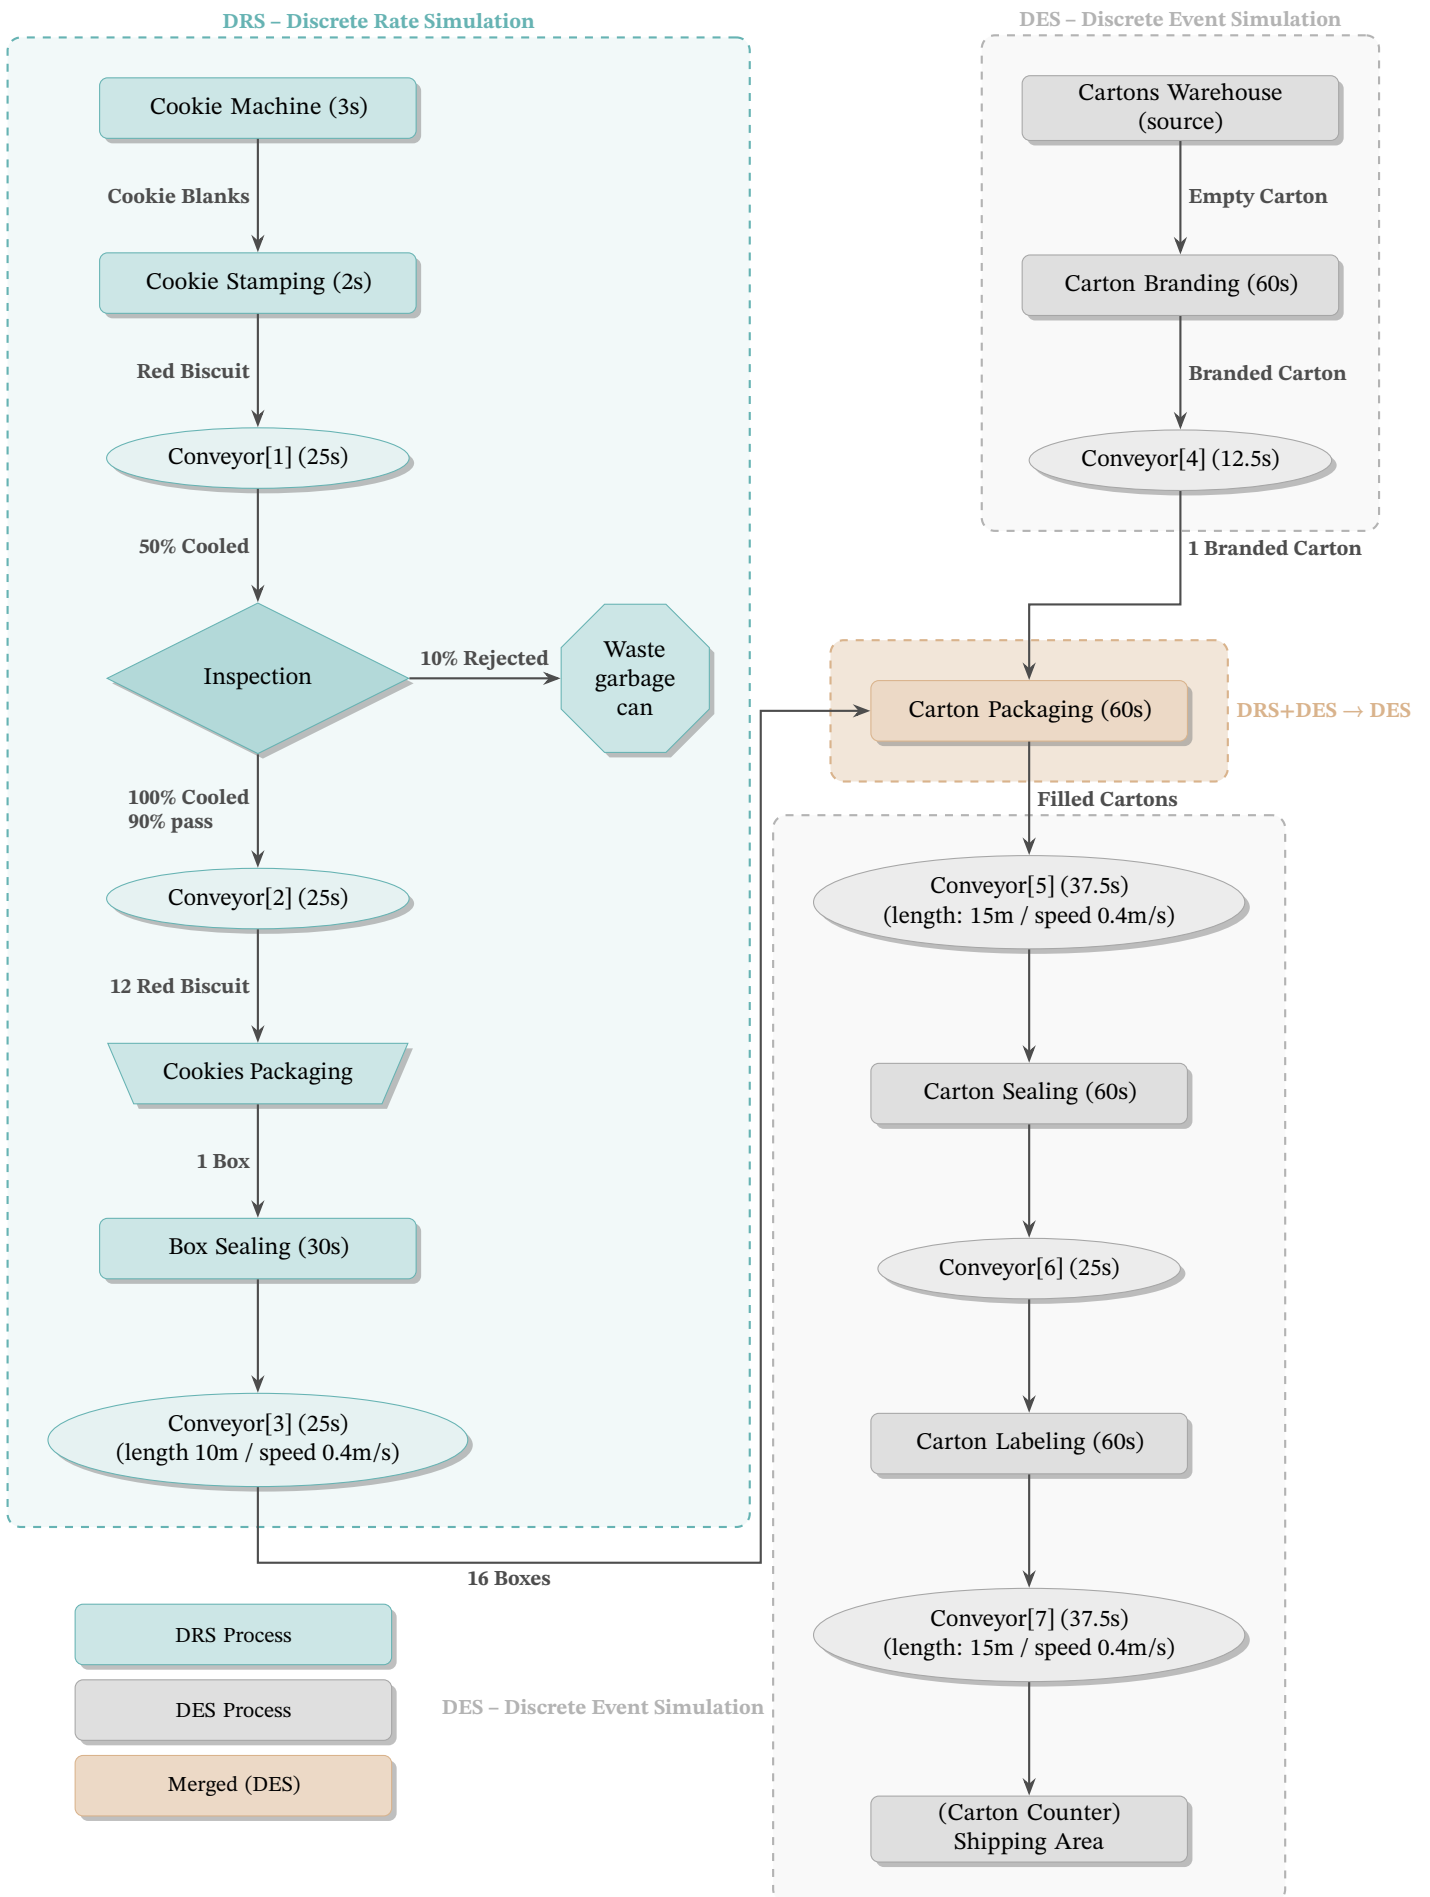 DRS – Discrete Rate Simulation
Cookie Machine (3s)
Cookie Blanks
Cookie Stamping (2s)
Red Biscuit
Conveyor[1] (25s)
50% Cooled
Inspection
10% Rejected
Waste
garbage
can
100% Cooled
90% pass
Conveyor[2] (25s)
12 Red Biscuit
Cookies Packaging
1 Box
Box Sealing (30s)
Conveyor[3] (25s)
(length 10m / speed 0.4m/s)
16 Boxes
DES – Discrete Event Simulation
Cartons Warehouse
(source)
Empty Carton
Carton Branding (60s)
Branded Carton
Conveyor[4] (12.5s)
1 Branded Carton
Carton Packaging (60s)
DRS+DES → DES
Filled Cartons
Conveyor[5] (37.5s)
(length: 15m / speed 0.4m/s)
Carton Sealing (60s)
Conveyor[6] (25s)
Carton Labeling (60s)
Conveyor[7] (37.5s)
(length: 15m / speed 0.4m/s)
(Carton Counter)
Shipping Area
DES – Discrete Event Simulation
DRS Process
DES Process
Merged (DES)